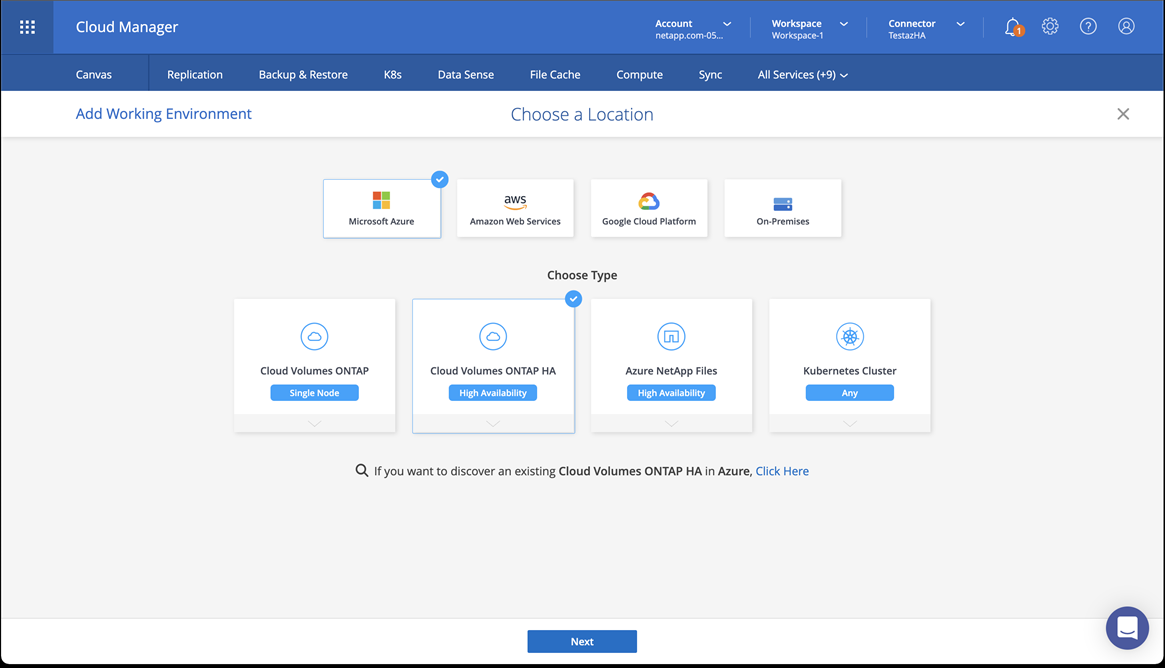 Cloud Manager
Account
netapp.com-05...
Workspace
Workspace-1
Connector
TestazHA
1
Canvas
Replication
Backup & Restore
K8s
Data Sense
File Cache
Compute
Sync
All Services (+9)
Add Working Environment
Choose a Location
Microsoft Azure
aws
Amazon Web Services
Google Cloud Platform
On-Premises
Choose Type
Cloud Volumes ONTAP
Single Node
Cloud Volumes ONTAP HA
High Availability
Azure NetApp Files
High Availability
Kubernetes Cluster
Any
If you want to discover an existing Cloud Volumes ONTAP HA in Azure, Click Here
Next